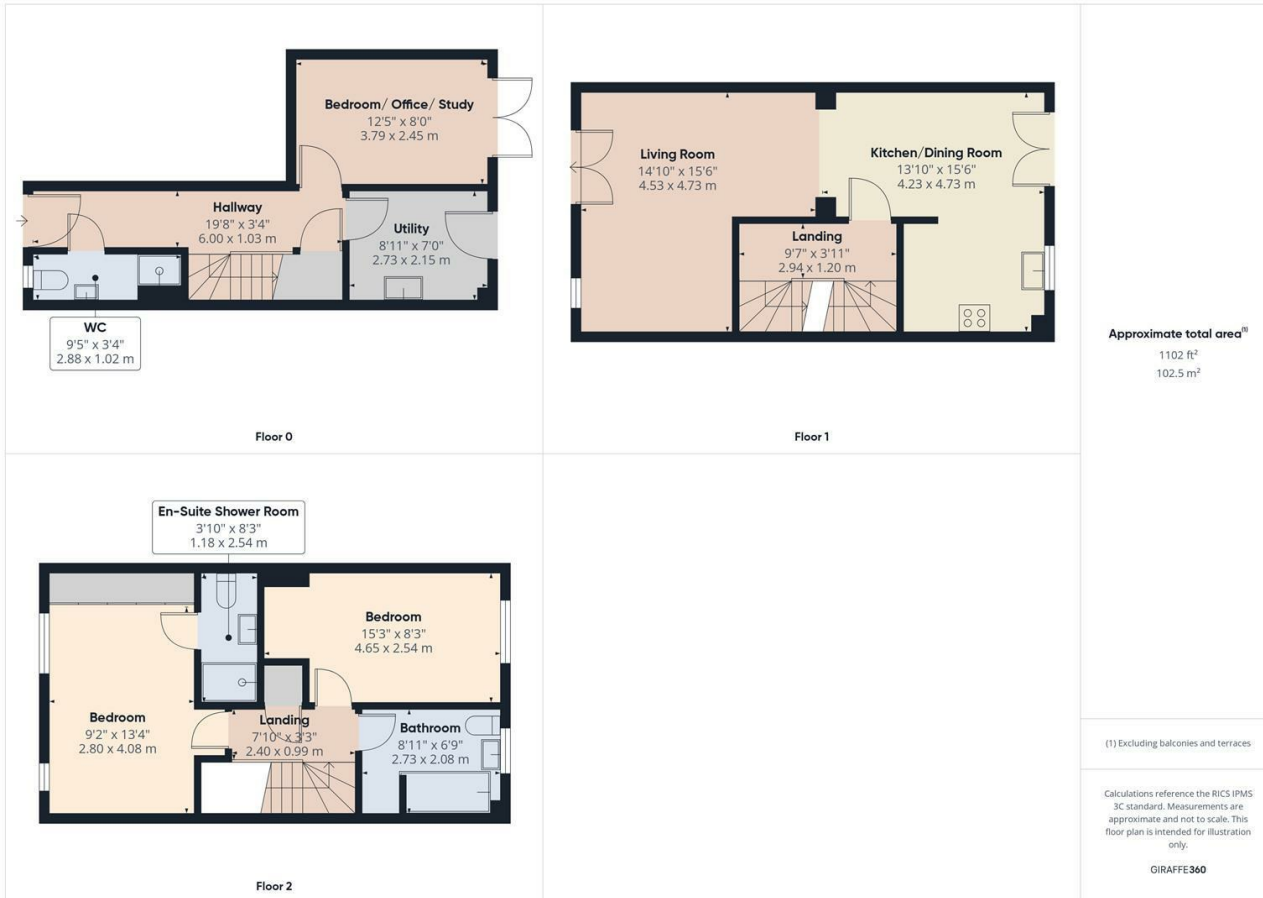 Bedroom/ Office/ Study
12'5" x 8'0"
3.79 x 2.45 m
Hallway
19'8" x 3'4"
6.00 x 1.03 m
Utility
8'11" x 7'0"
2.73 x 2.15 m
WC
9'5" x 3'4"
2.88 x 1.02 m
Floor 0
Living Room
14'10" x 15'6"
4.53 x 4.73 m
Kitchen/Dining Room
13'10" x 15'6"
4.23 x 4.73 m
Landing
9'7" x 3'11"
2.94 x 1.20 m
Floor 1
En-Suite Shower Room
3'10" x 8'3"
1.18 x 2.54 m
Bedroom
15'3" x 8'3"
4.65 x 2.54 m
Bedroom
9'2" x 13'4"
2.80 x 4.08 m
Landing
7'10" x 3'3"
2.40 x 0.99 m
Bathroom
8'11" x 6'9"
2.73 x 2.08 m
Floor 2
Approximate total area⁽¹⁾
1102 ft²
102.5 m²
(1) Excluding balconies and terraces
Calculations reference the RICS IPMS
3C standard. Measurements are
approximate and not to scale. This
floor plan is intended for illustration
only.
GIRAFFE360